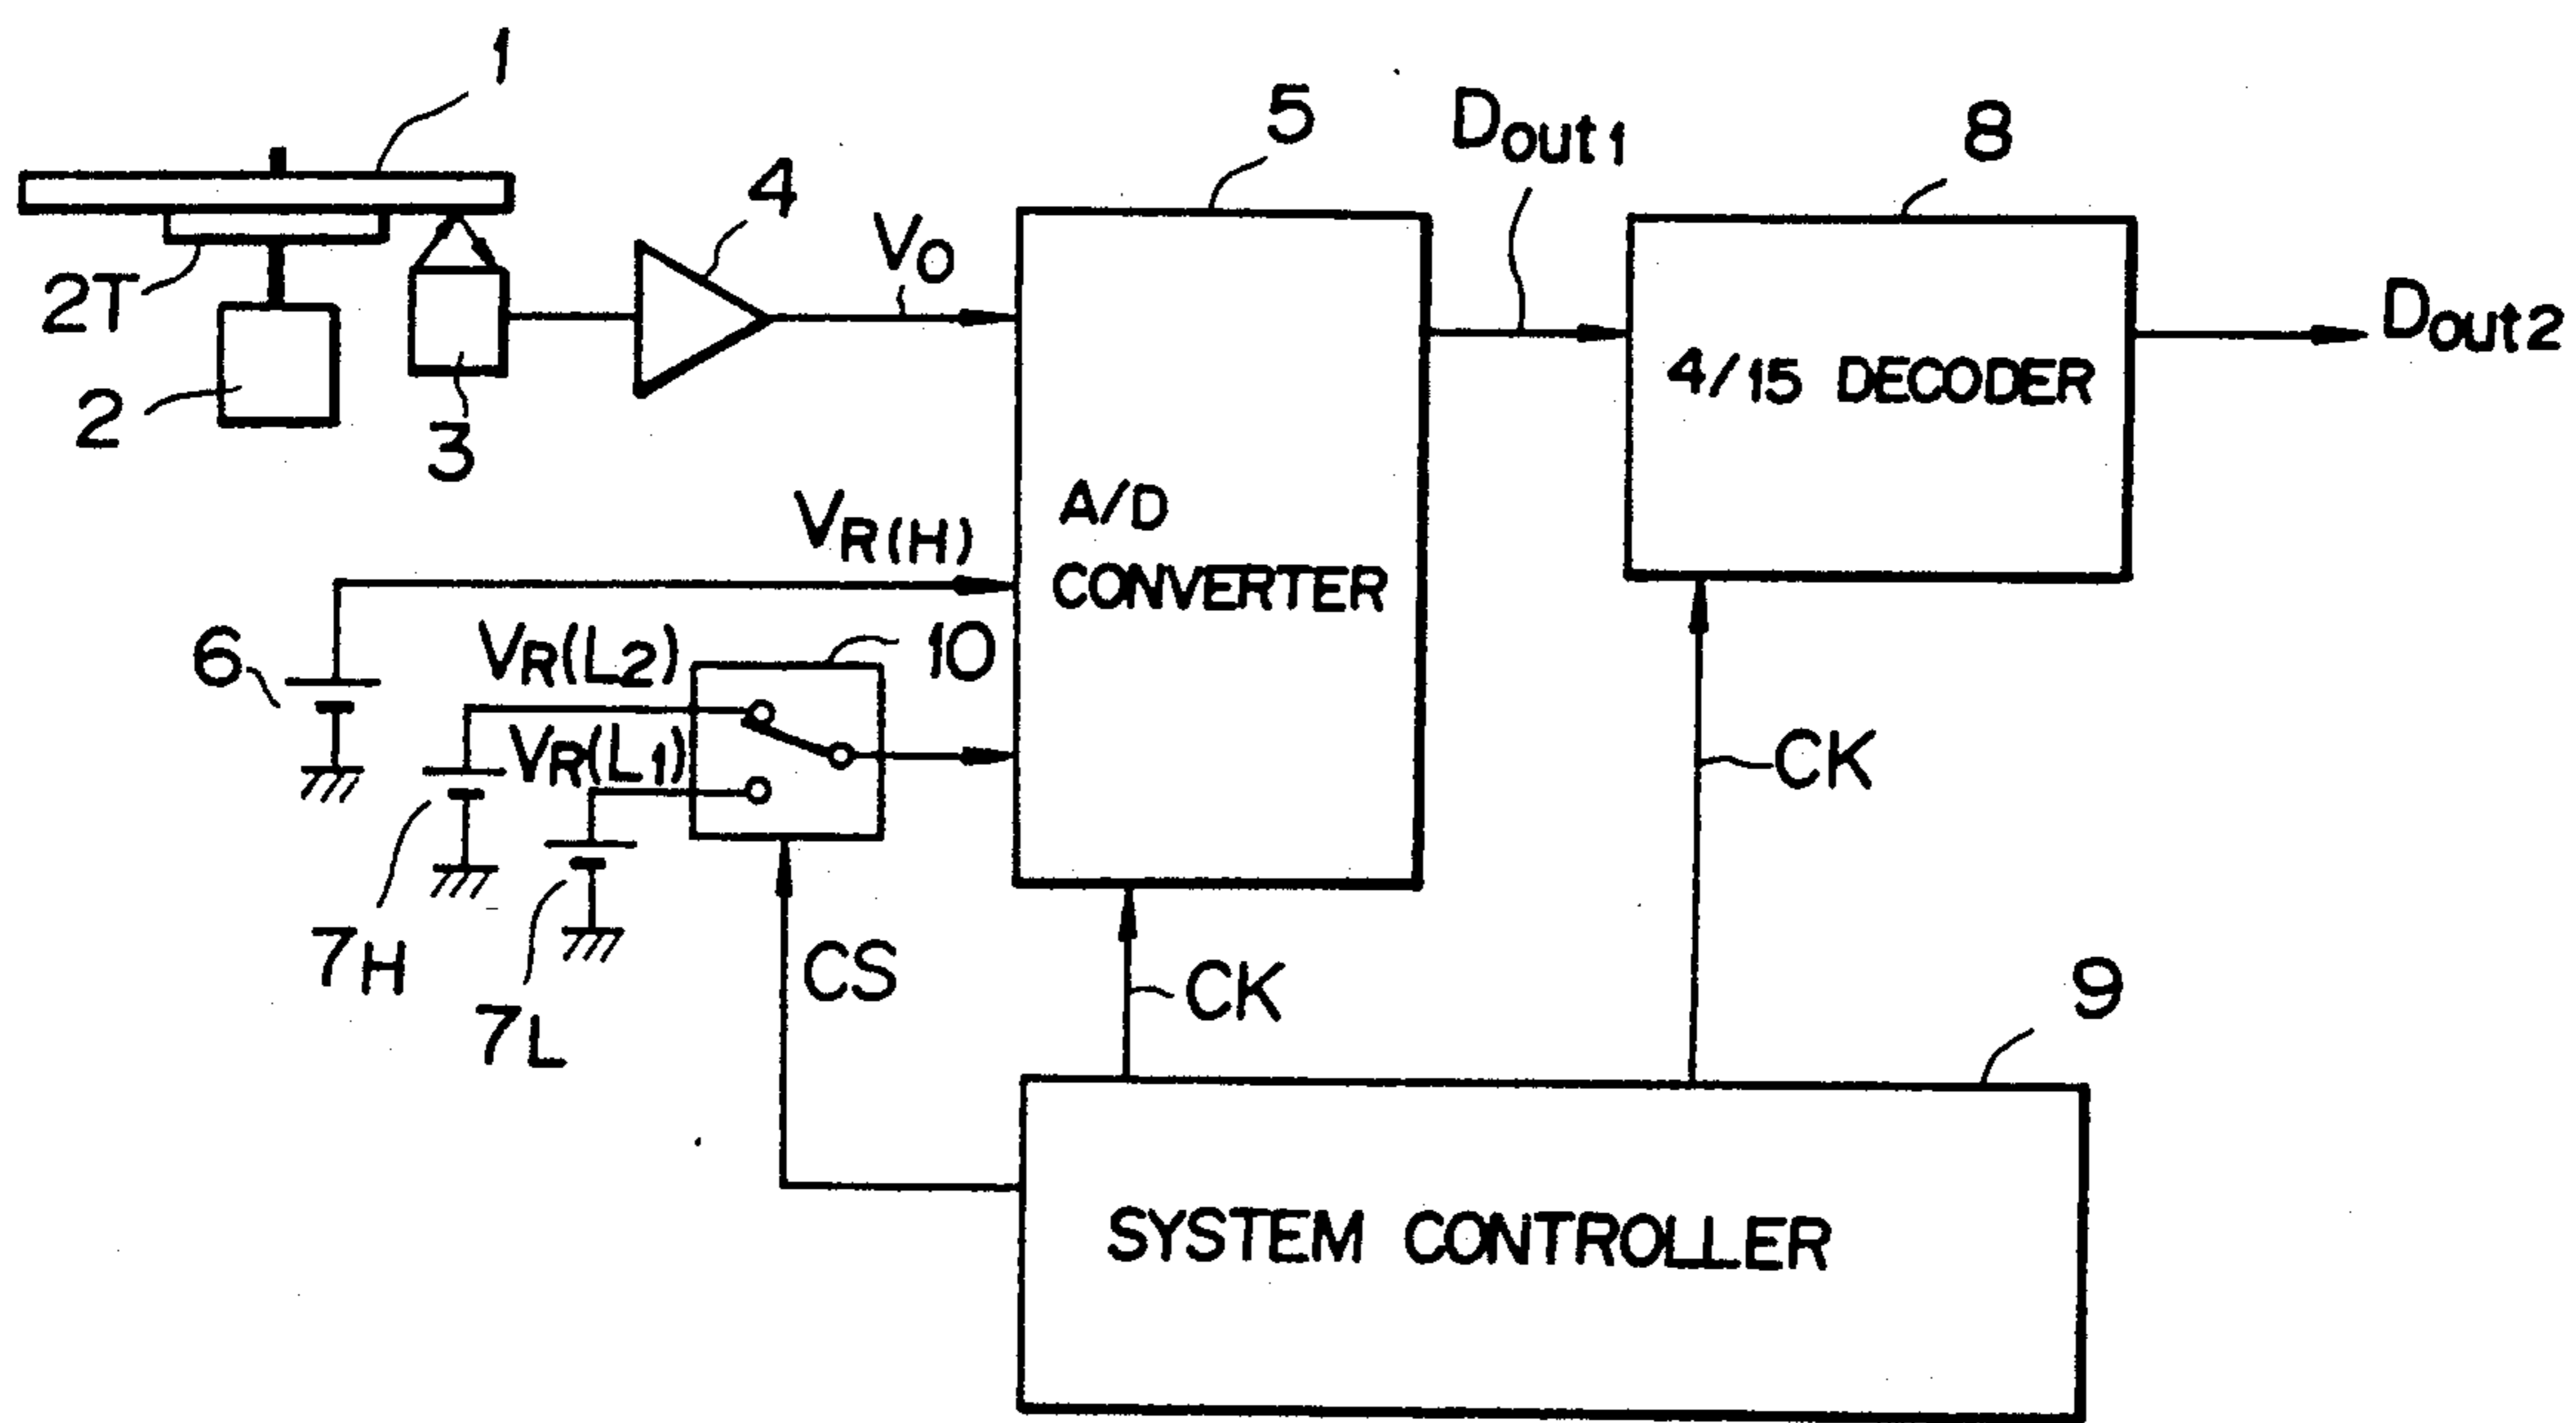 1
5
Dout1
8
4
Vo
2T
Dout2
4/15 DECODER
2
3
VR(H)
A/D
CONVERTER
6
VR(L2)
10
VR(L1)
CK
7H
CS
CK
7L
9
SYSTEM CONTROLLER